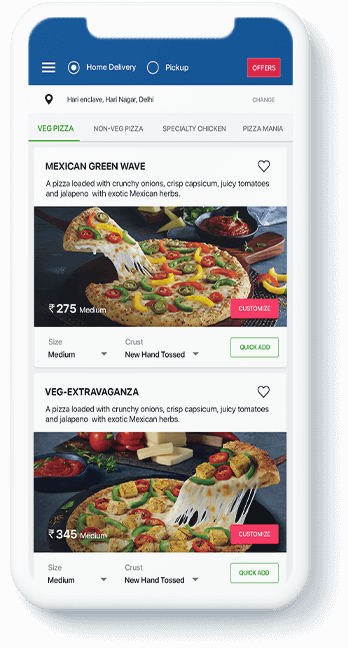 Home Delivery Pickup OFFERS
Hari enclave, Hari Nagar, Delhi CHANGE
VEG PIZZA NON-VEG PIZZA SPECIALTY CHICKEN PIZZA MANIA
MEXICAN GREEN WAVE
A pizza loaded with crunchy onions, crisp capsicum, juicy tomatoes
and jalapeno with exotic Mexican herbs.
₹ 275 Medium CUSTOMIZE
Size Crust
Medium New Hand Tossed QUICK ADD
VEG-EXTRAVAGANZA
A pizza loaded with crunchy onions, crisp capsicum, juicy tomatoes
and jalapeno with exotic Mexican herbs.
₹ 345 Medium CUSTOMIZE
Size Crust
Medium New Hand Tossed QUICK ADD